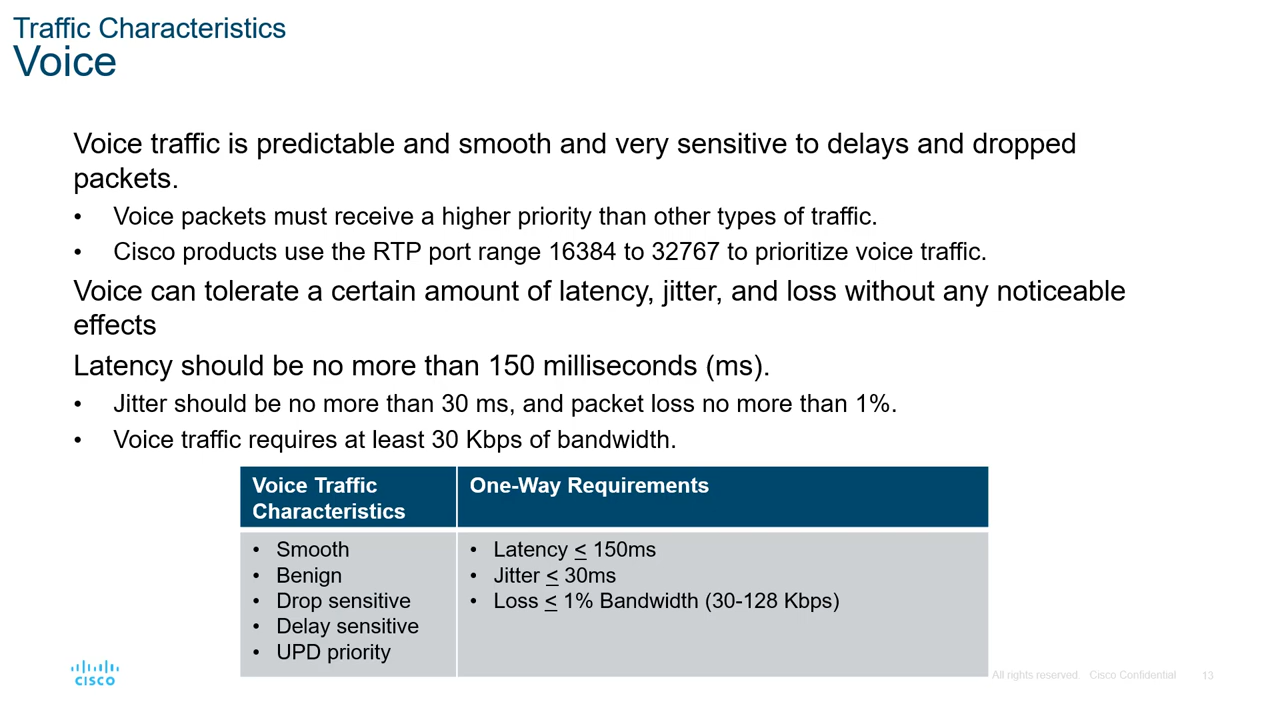 Traffic Characteristics
Voice
Voice traffic is predictable and smooth and very sensitive to delays and dropped
packets.
• Voice packets must receive a higher priority than other types of traffic.
• Cisco products use the RTP port range 16384 to 32767 to prioritize voice traffic.
Voice can tolerate a certain amount of latency, jitter, and loss without any noticeable
effects
Latency should be no more than 150 milliseconds (ms).
• Jitter should be no more than 30 ms, and packet loss no more than 1%.
• Voice traffic requires at least 30 Kbps of bandwidth.
Voice Traffic
Characteristics
One-Way Requirements
• Smooth
• Benign
• Drop sensitive
• Delay sensitive
• UPD priority
• Latency ≤ 150ms
• Jitter ≤ 30ms
• Loss ≤ 1% Bandwidth (30-128 Kbps)
CISCO
All rights reserved. Cisco Confidential
13